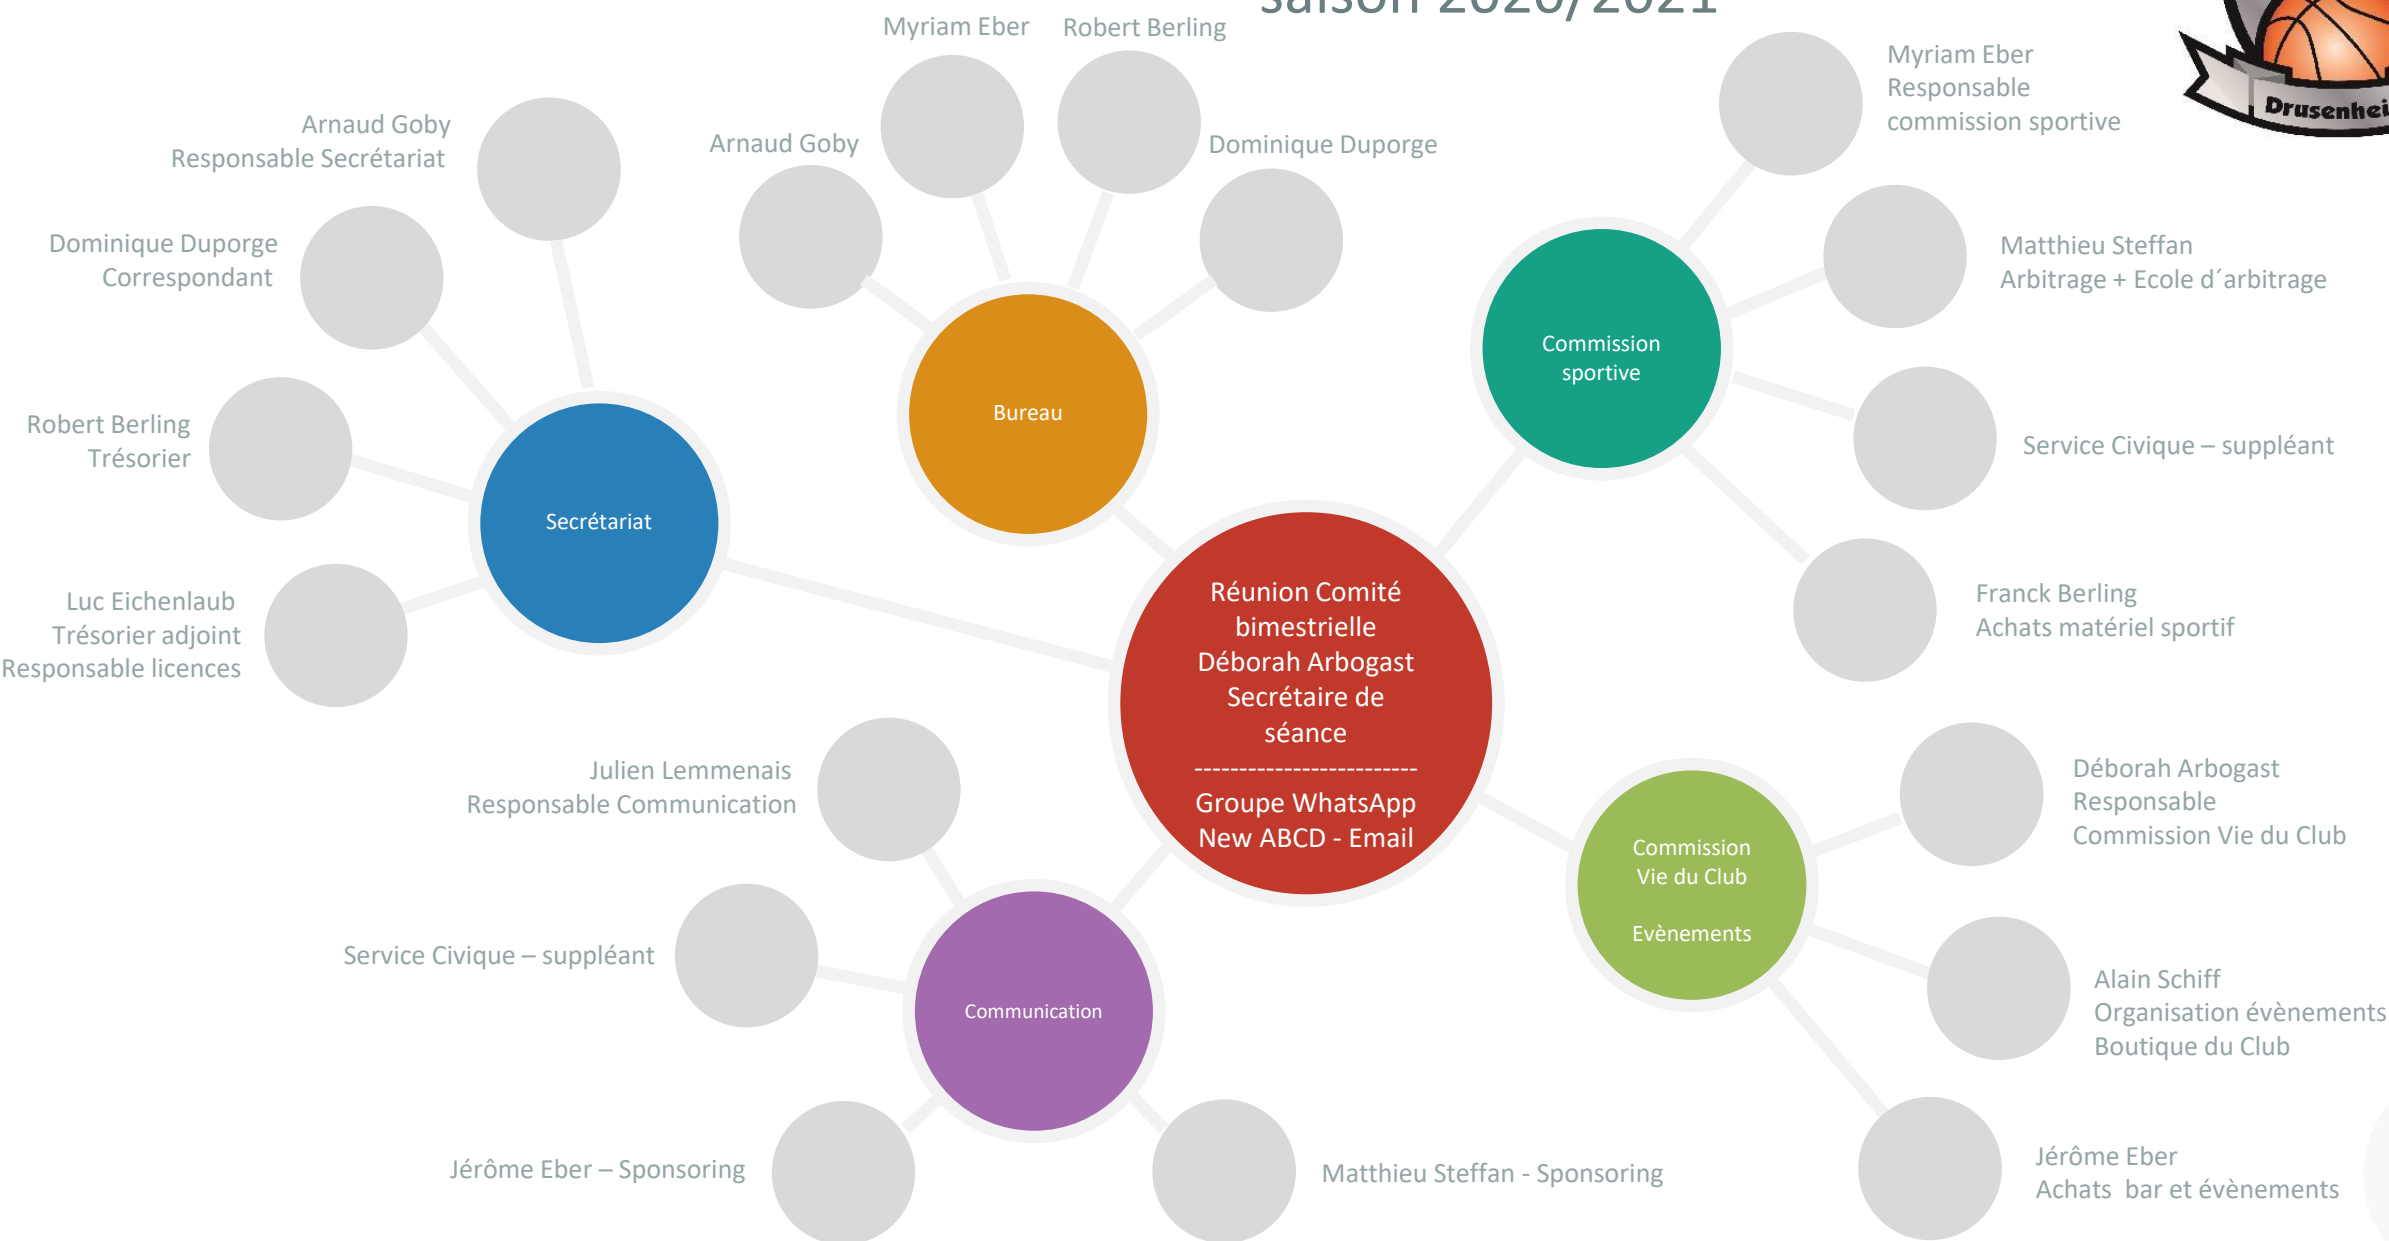 saison 2020/2021
Myriam Eber
Robert Berling
Arnaud Goby
Dominique Duporge
Bureau
Arnaud Goby
Responsable Secrétariat
Dominique Duporge
Correspondant
Robert Berling
Trésorier
Luc Eichenlaub
Trésorier adjoint
Responsable licences
Secrétariat
Myriam Eber
Responsable
commission sportive
Matthieu Steffan
Arbitrage + Ecole d´arbitrage
Service Civique – suppléant
Franck Berling
Achats matériel sportif
Commission
sportive
Réunion Comité
bimestrielle
Déborah Arbogast
Secrétaire de
séance
-------------------------
Groupe WhatsApp
New ABCD - Email
Julien Lemmenais
Responsable Communication
Service Civique – suppléant
Jérôme Eber – Sponsoring
Matthieu Steffan - Sponsoring
Communication
Déborah Arbogast
Responsable
Commission Vie du Club
Alain Schiff
Organisation évènements
Boutique du Club
Jérôme Eber
Achats  bar et évènements
Commission
Vie du Club
Evènements